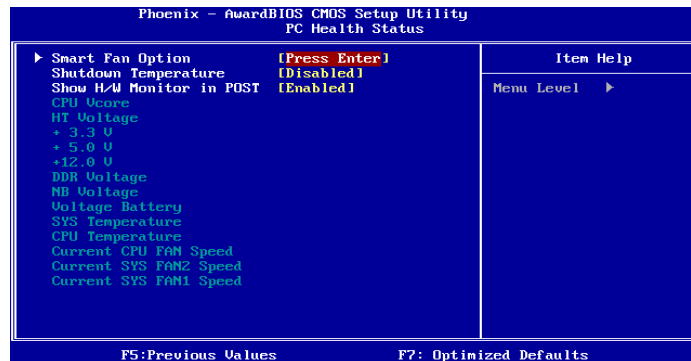 Phoenix - AwardBIOS CMOS Setup Utility
PC Health Status
Smart Fan Option [Press Enter]
Shutdown Temperature [Disabled]
Show H/W Monitor in POST [Enabled]
CPU Vcore
HT Voltage
+ 3.3 V
+ 5.0 V
+12.0 V
DDR Voltage
NB Voltage
Voltage Battery
SYS Temperature
CPU Temperature
Current CPU FAN Speed
Current SYS FAN2 Speed
Current SYS FAN1 Speed
Item Help
Menu Level
F5:Previous Values F7: Optimized Defaults